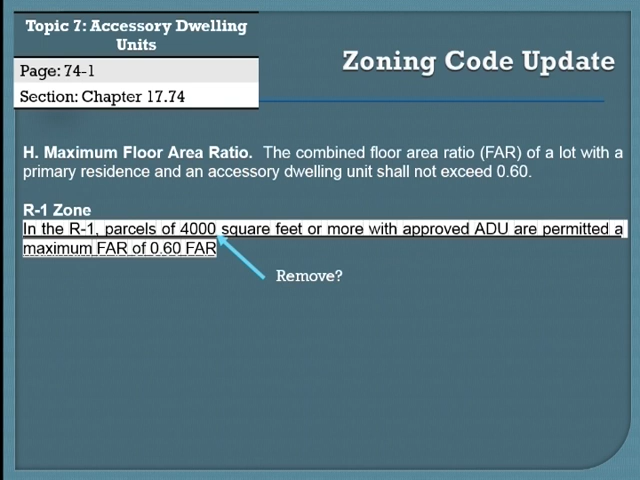 Topic 7: Accessory Dwelling
Units
Page: 74-1
Section: Chapter 17.74
Zoning Code Update
H. Maximum Floor Area Ratio. The combined floor area ratio (FAR) of a lot with a
primary residence and an accessory dwelling unit shall not exceed 0.60.
R-1 Zone
In the R-1, parcels of 4000 square feet or more with approved ADU are permitted a
maximum FAR of 0.60 FAR
Remove?